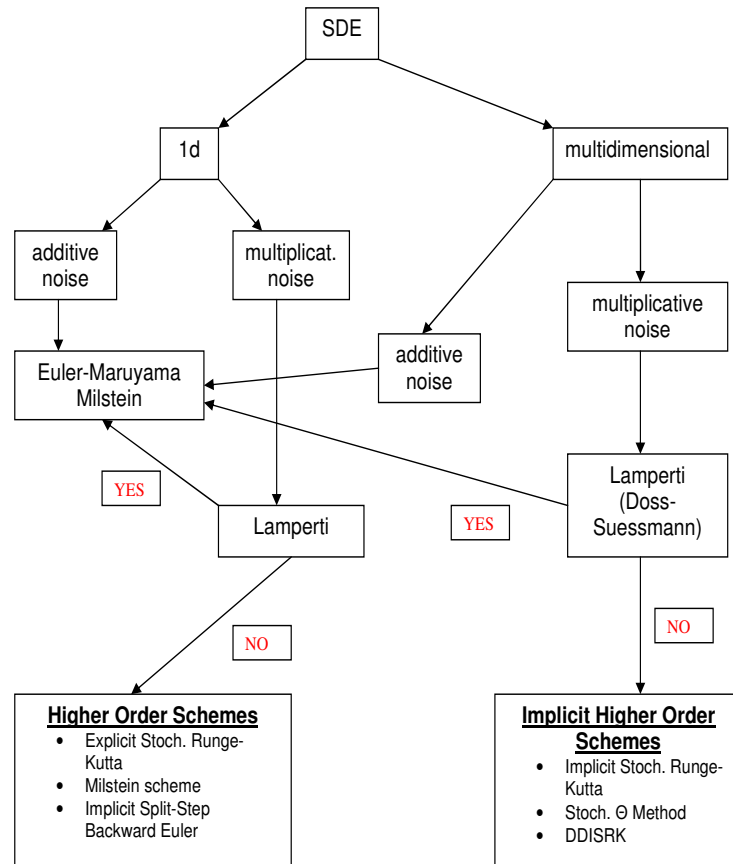 SDE
1d
multidimensional
additive
noise
multiplicat.
noise
multiplicative
noise
Euler-Maruyama
Milstein
additive
noise
YES
Lamperti
YES
Lamperti
(Doss-
Suessmann)
NO
NO
Higher Order Schemes
• Explicit Stoch. Runge-
Kutta
• Milstein scheme
• Implicit Split-Step
Backward Euler
Implicit Higher Order
Schemes
• Implicit Stoch. Runge-
Kutta
• Stoch. Θ Method
• DDISRK